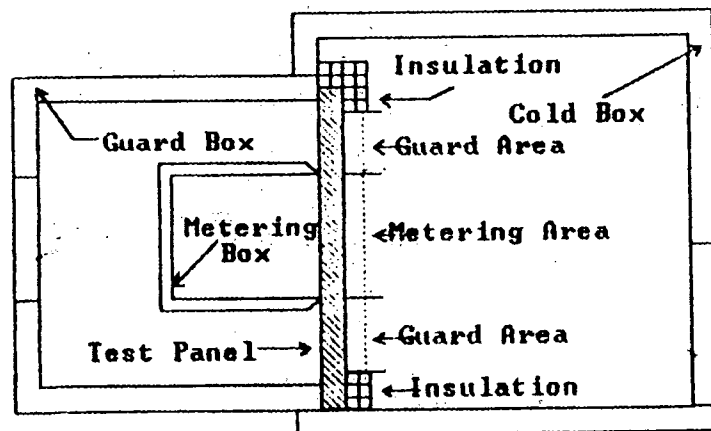 Insulation
Cold Box
Guard Box
Guard Area
Metering
Box
Metering Area
Test Panel
Guard Area
Insulation